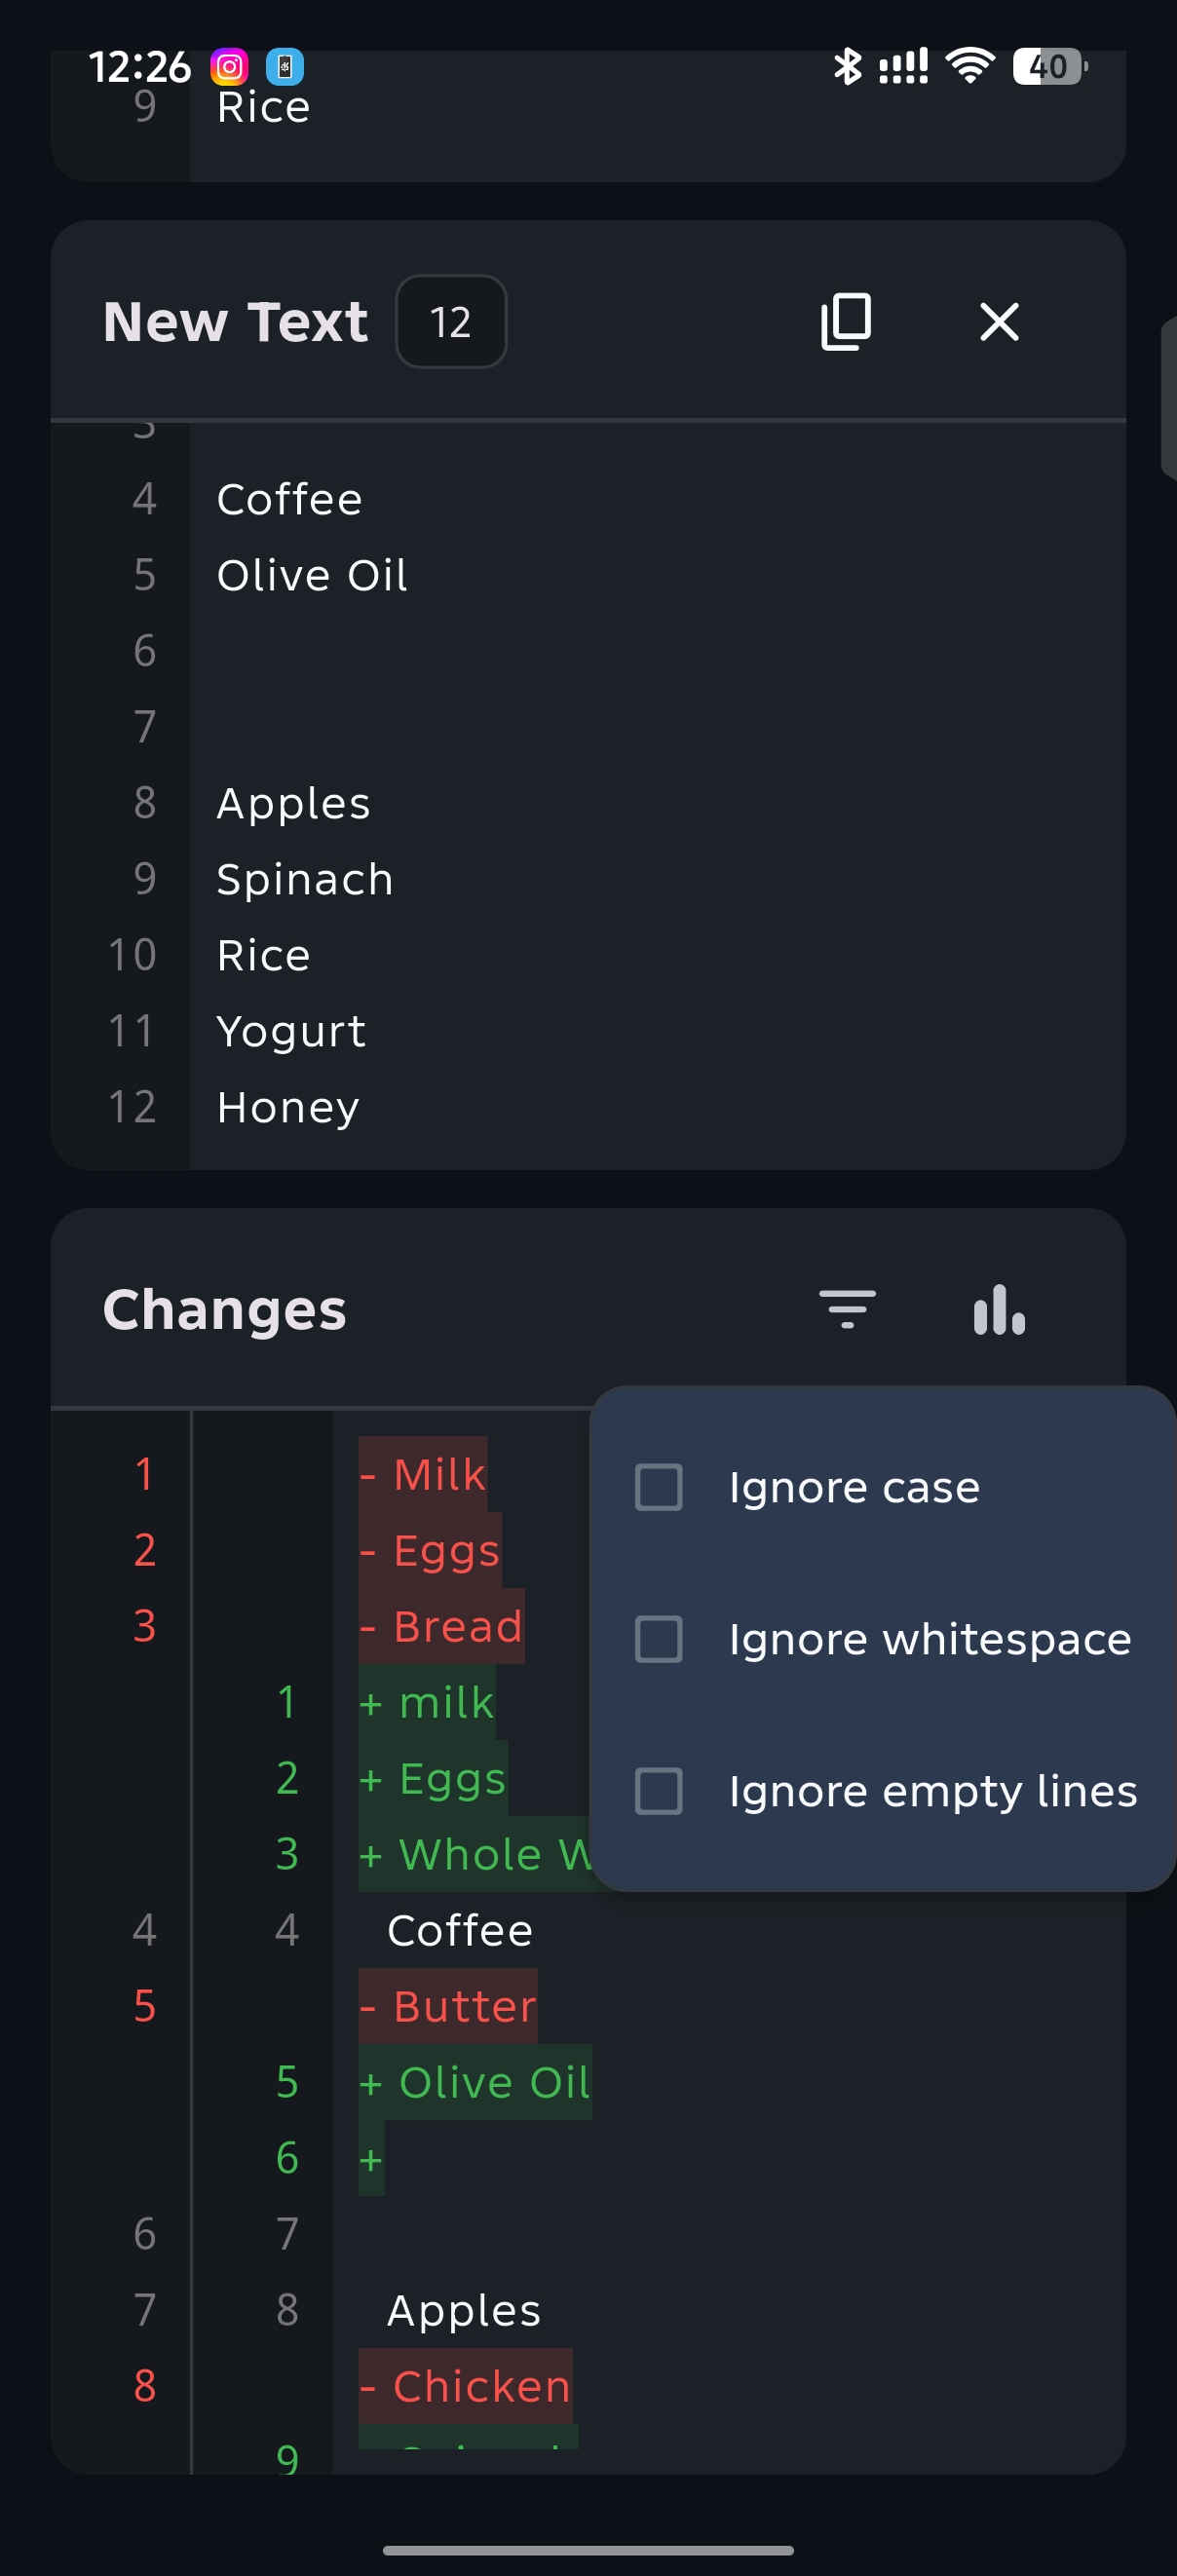 12:26
40
9 Rice
New Text 12
3
4 Coffee
5 Olive Oil
6
7
8 Apples
9 Spinach
10 Rice
11 Yogurt
12 Honey
Changes
1 - Milk
2 - Eggs
3 - Bread
1 + milk
2 + Eggs
3 + Whole
4 4 Coffee
5 - Butter
5 + Olive Oil
6 +
6 7
7 8 Apples
8 - Chicken
9
Ignore case
Ignore whitespace
Ignore empty lines